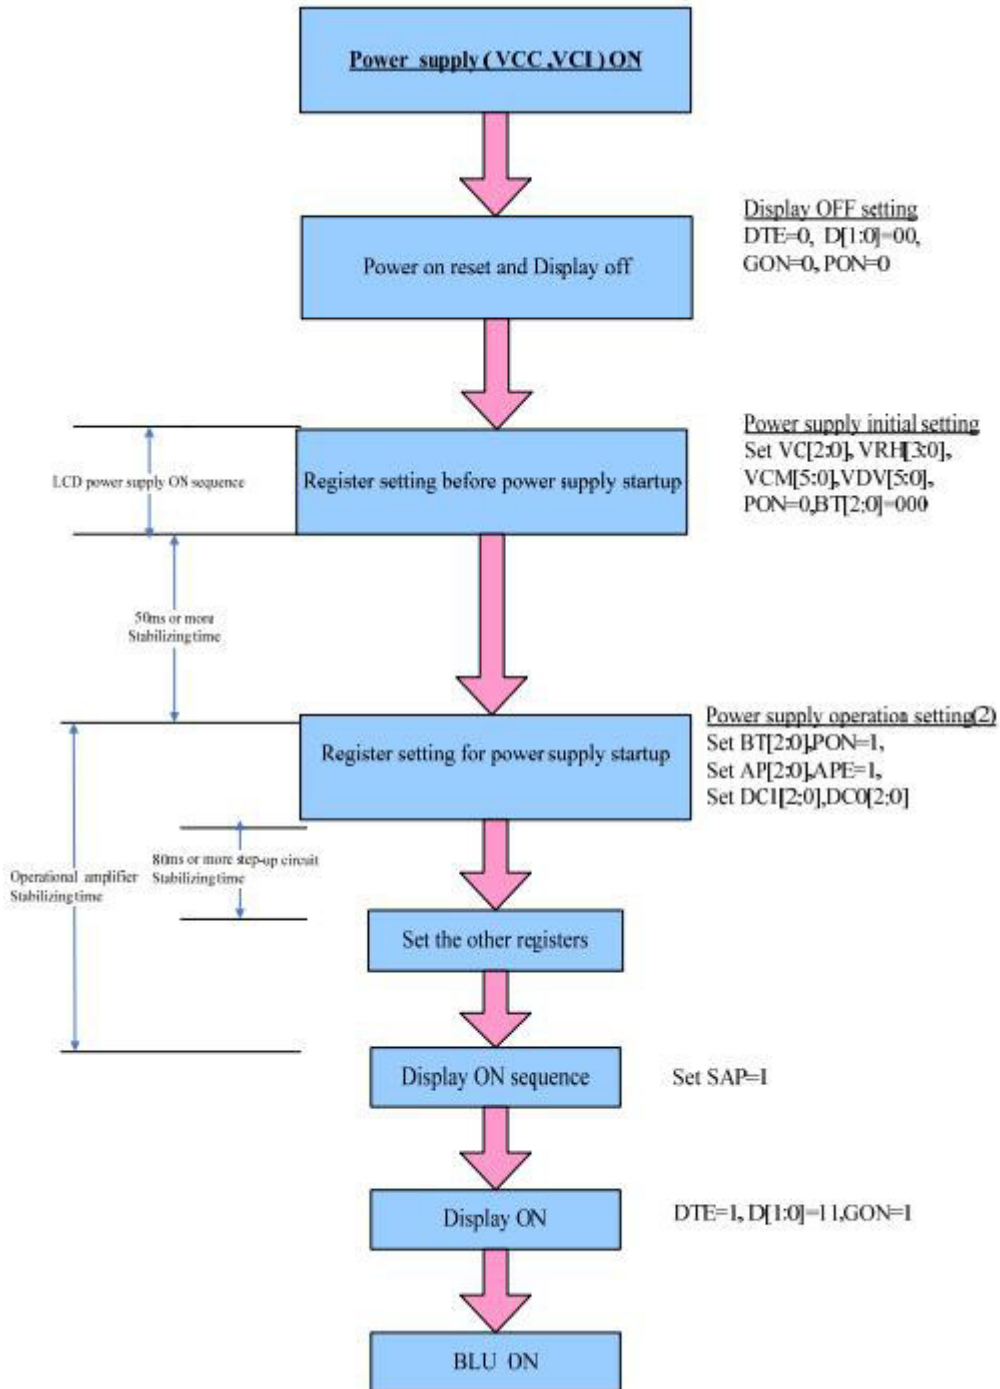 Power supply ( VCC ,VCI ) ON
Display OFF setting
DTE=0, D[1:0]=00,
GON=0, PON=0
Power on reset and Display off
Power supply initial setting
Set VC[2:0], VRH[3:0],
VCM[5:0],VDV[5:0],
PON=0,BT[2:0]=000
LCD power supply ON sequence
Register setting before power supply startup
50ms or more
Stabilizing time
Power supply operation setting(2)
Set BT[2:0],PON=1,
Set AP[2:0],APE=1,
Set DC1[2:0],DC0[2:0]
Register setting for power supply startup
80ms or more step-up circuit
Stabilizing time
Operational amplifier
Stabilizing time
Set the other registers
Display ON sequence
Set SAP=1
Display ON
DTE=1, D[1:0]=11,GON=1
BLU ON